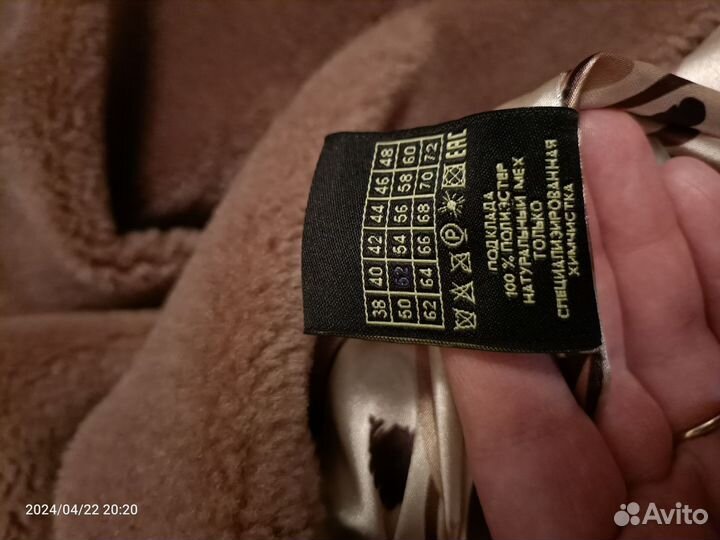 38 40 42 44 46 48
50 52 54 56 58 60
62 64 66 68 70 72
P EAC
ПОДКЛАДА
100 % ПОЛИЭСТЕР
НАТУРАЛЬНЫЙ МЕХ
ТОЛЬКО
СПЕЦИАЛИЗИРОВАННАЯ
ХИМЧИСТКА
2024/04/22 20:20
Avito